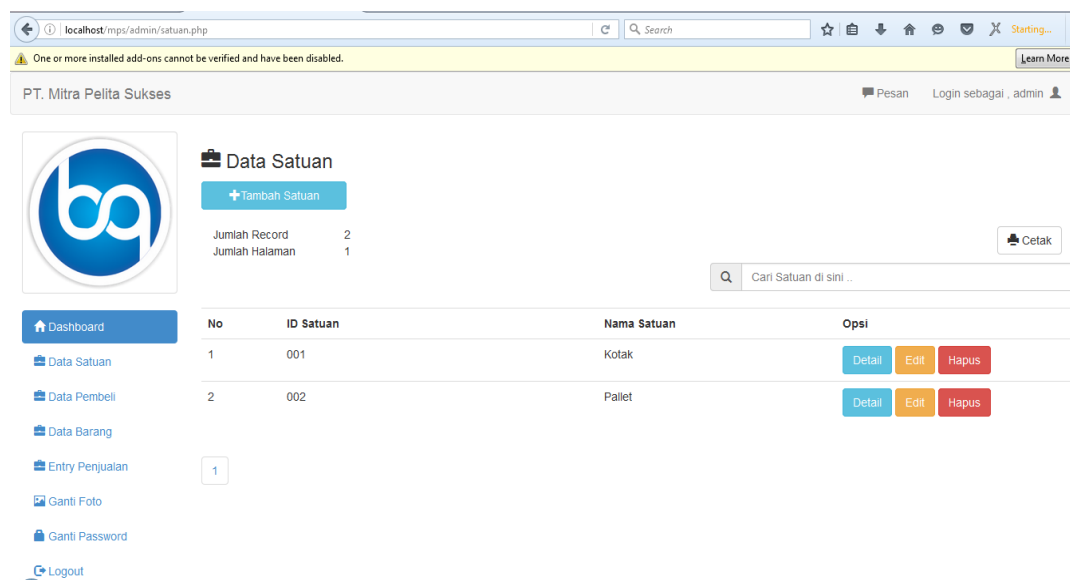 localhost/mps/admin/satuan.php
Search
Starting...
One or more installed add-ons cannot be verified and have been disabled.
Learn More
PT. Mitra Pelita Sukses
Pesan
Login sebagai , admin
bq
Data Satuan
Tambah Satuan
Jumlah Record 2
Jumlah Halaman 1
Cetak
Cari Satuan di sini ..
Dashboard
Data Satuan
Data Pembeli
Data Barang
Entry Penjualan
Ganti Foto
Ganti Password
Logout
No ID Satuan Nama Satuan Opsi
1 001 Kotak Detail Edit Hapus
2 002 Pallet Detail Edit Hapus
1